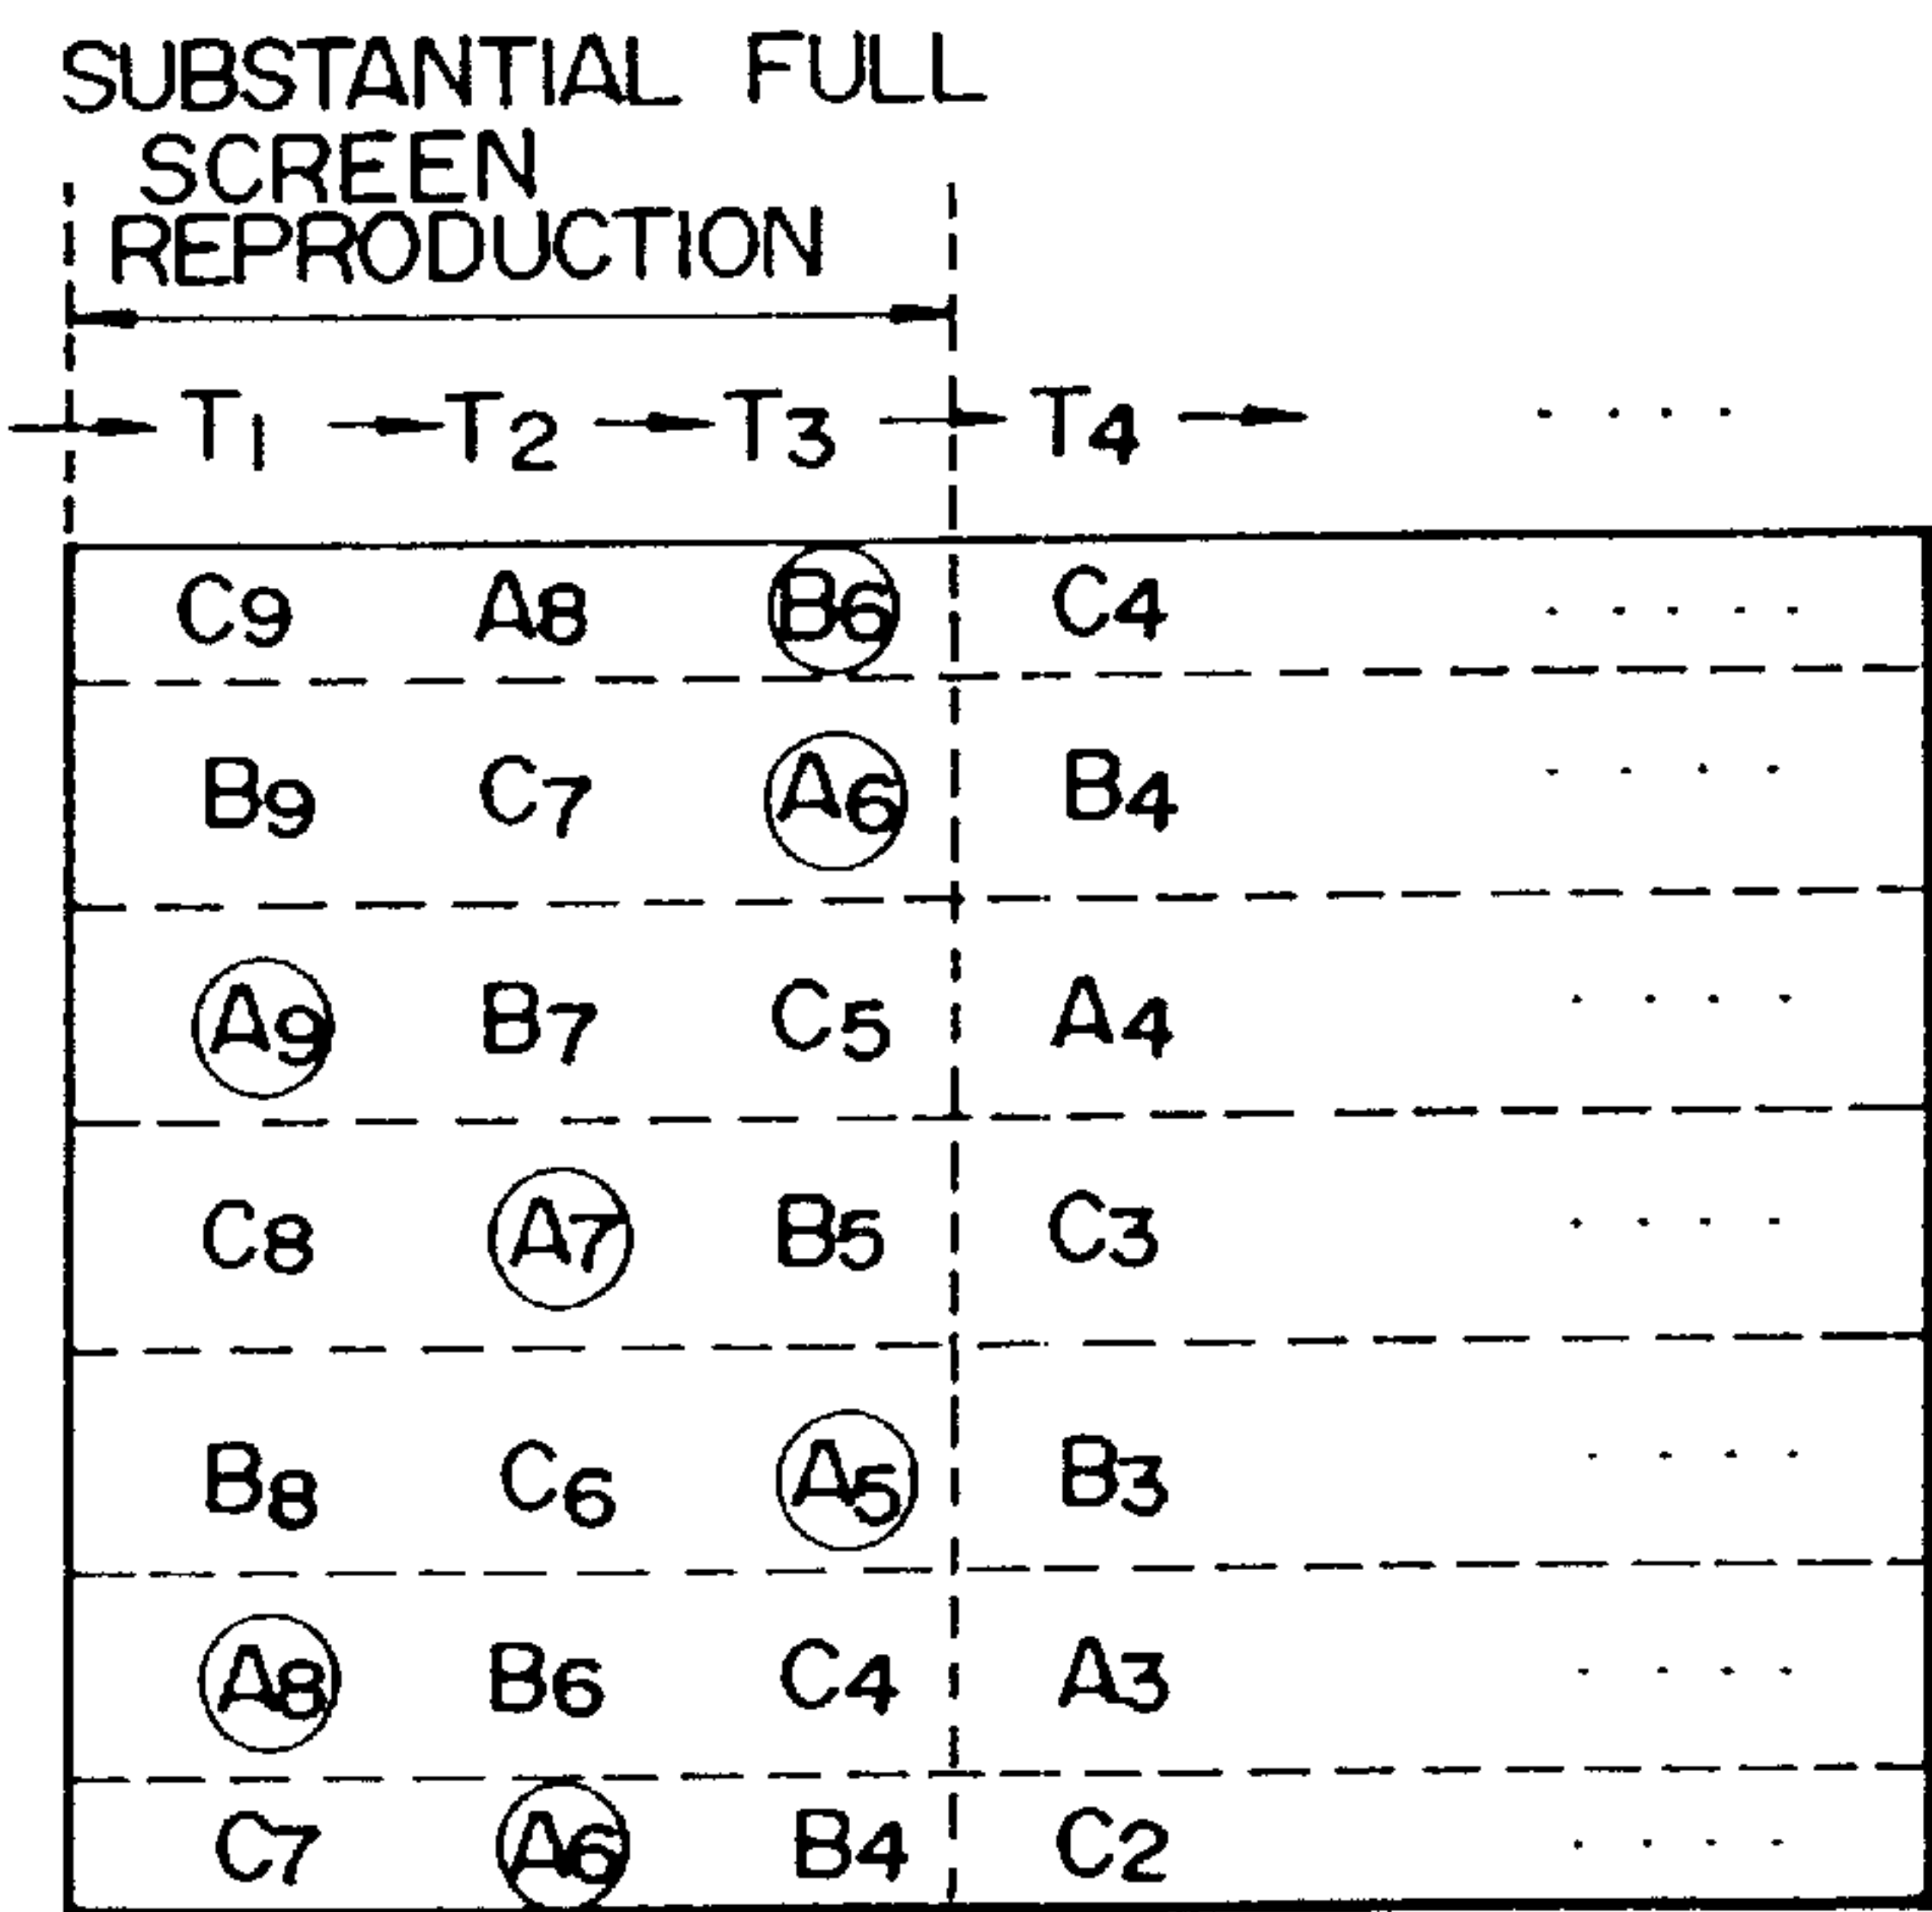 SUBSTANTIAL FULL
SCREEN
REPRODUCTION
T1 T2 T3 T4 ....
C9 A8 B6 C4 .....
B9 C7 A6 B4 ....
A9 B7 C5 A4 ....
C8 A7 B5 C3 ....
B8 C6 A5 B3 ....
A8 B6 C4 A3 ....
C7 A6 B4 C2 ....